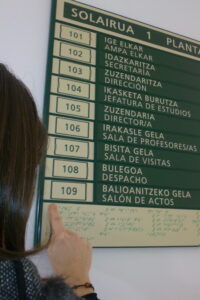 SOLAIRUA 1 PLANTA
101 IGE ELKAR
AMPA ELKAR
102 IDAZKARITZA
SECRETARÍA
103 ZUZENDARITZA
DIRECCIÓN
104 IKASKETA BURUTZA
JEFATURA DE ESTUDIOS
105 ZUZENDARIA
DIRECTOR/A
106 IRAKASLE GELA
SALA DE PROFESORES/AS
107 BISITA GELA
SALA DE VISITAS
108 BULEGOA
DESPACHO
109 BALIOANITZEKO GELA
SALÓN DE ACTOS